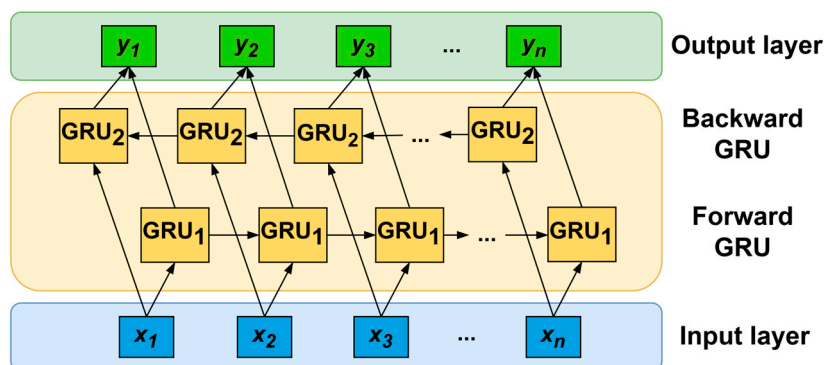 y1 y2 y3 ... yn Output layer
GRU2 GRU2 GRU2 ... GRU2 Backward
GRU
GRU1 GRU1 GRU1 ... GRU1 Forward
GRU
x1 x2 x3 ... xn Input layer